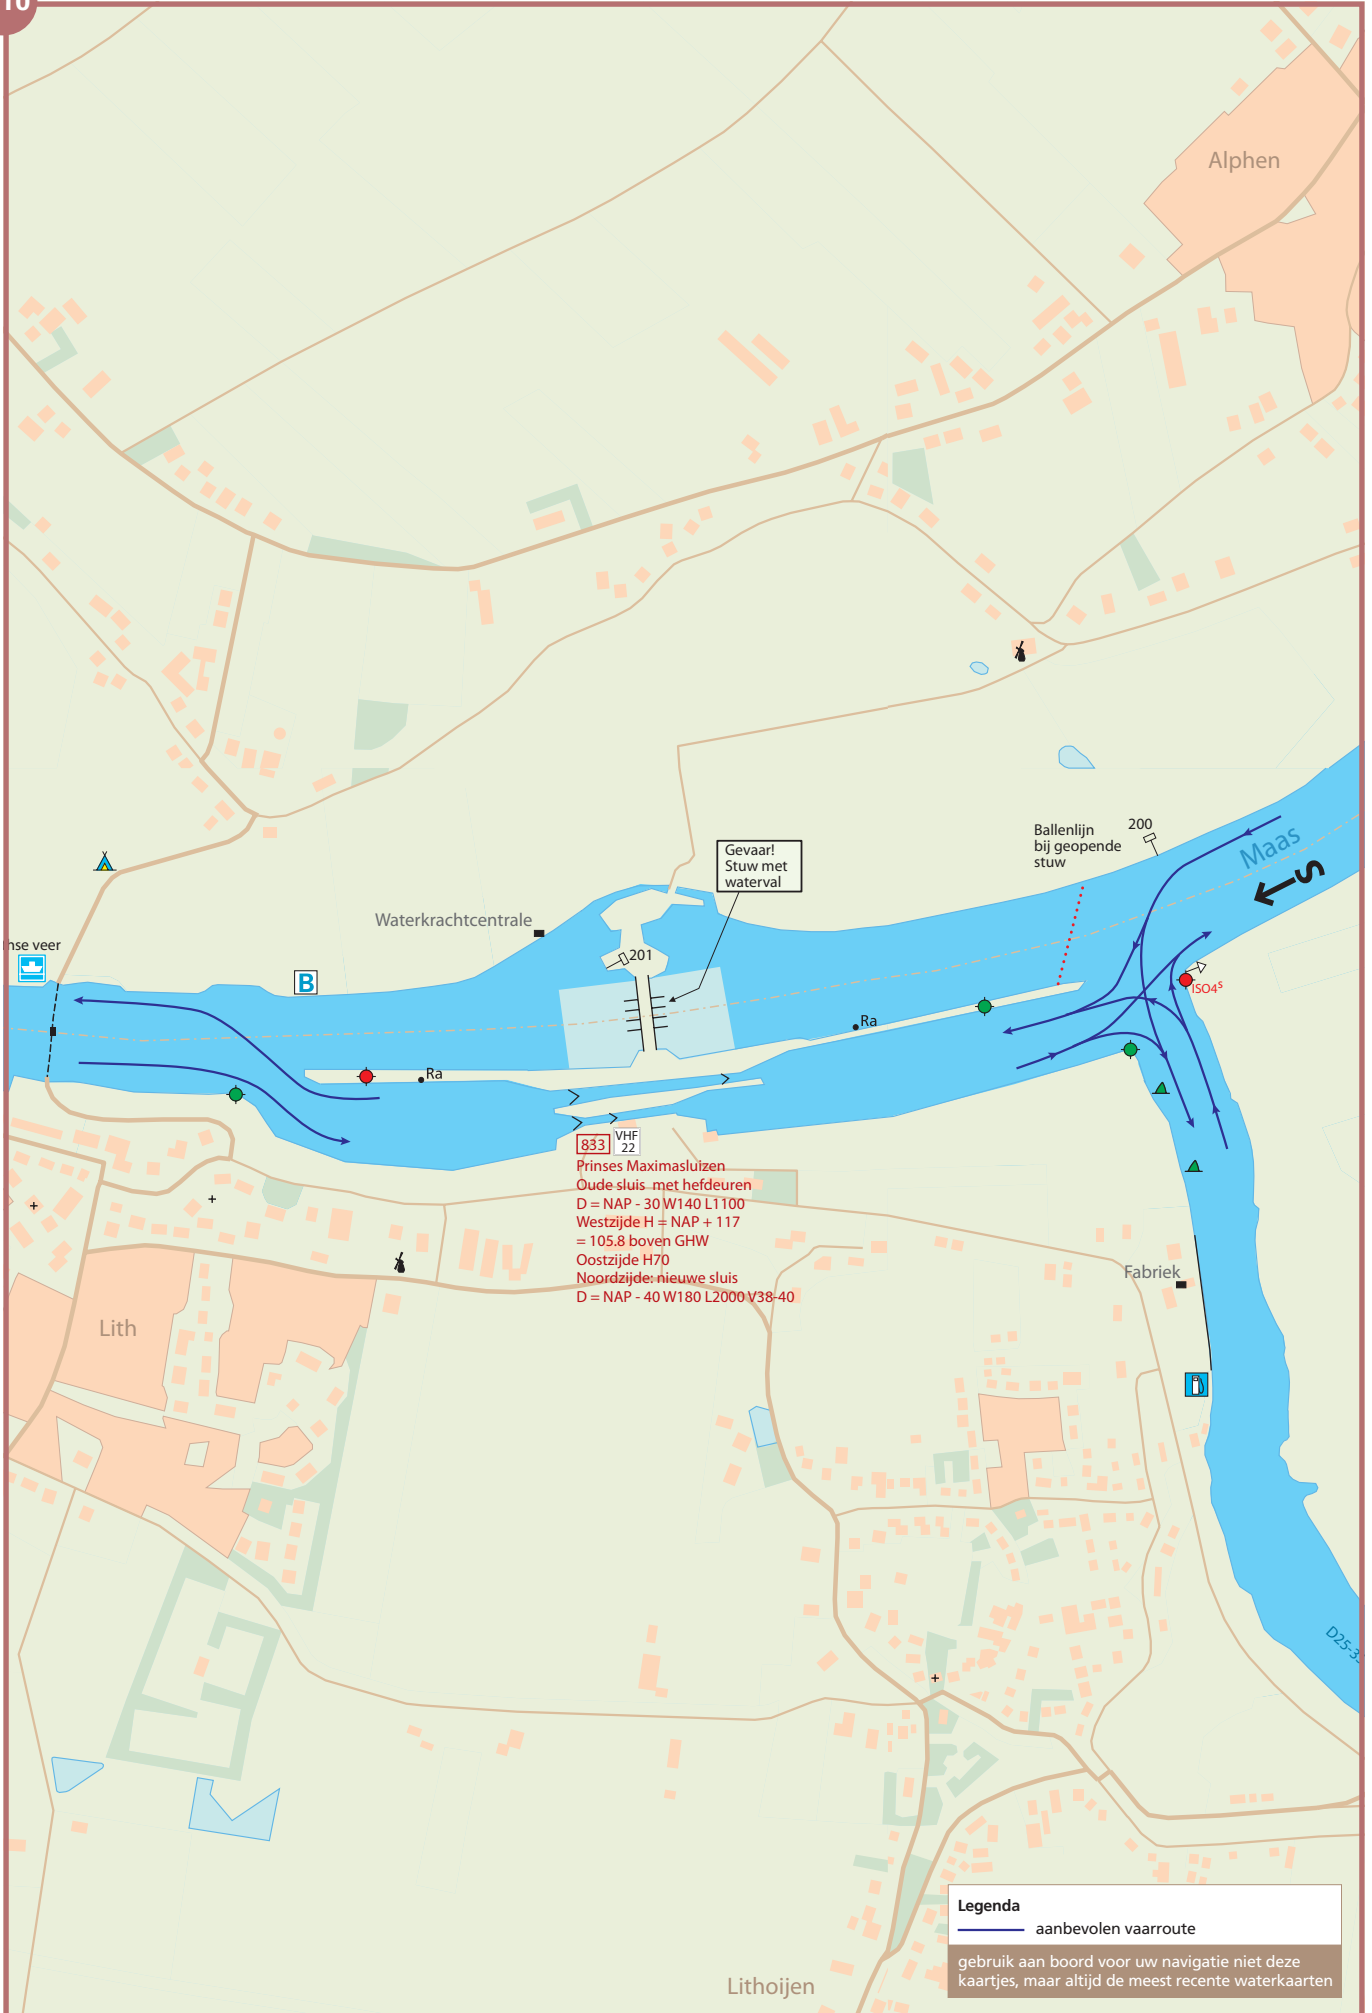 10
Alphen
Maas
S
200
Ballenlijn
bij geopende
stuw
Gevaar!
Stuw met
waterval
Waterkrachtcentrale
201
nse veer
B
ISO4s
Ra
Ra
833
VHF
22
Prinses Maximasluizen
Oude sluis met hefdeuren
D = NAP - 30 W140 L1100
Westzijde H = NAP + 117
= 105.8 boven GHW
Oostzijde H70
Noordzijde: nieuwe sluis
D = NAP - 40 W180 L2000 V38-40
Fabriek
Lith
Lithoijen
Legenda
aanbevolen vaarroute
gebruik aan boord voor uw navigatie niet deze
kaartjes, maar altijd de meest recente waterkaarten